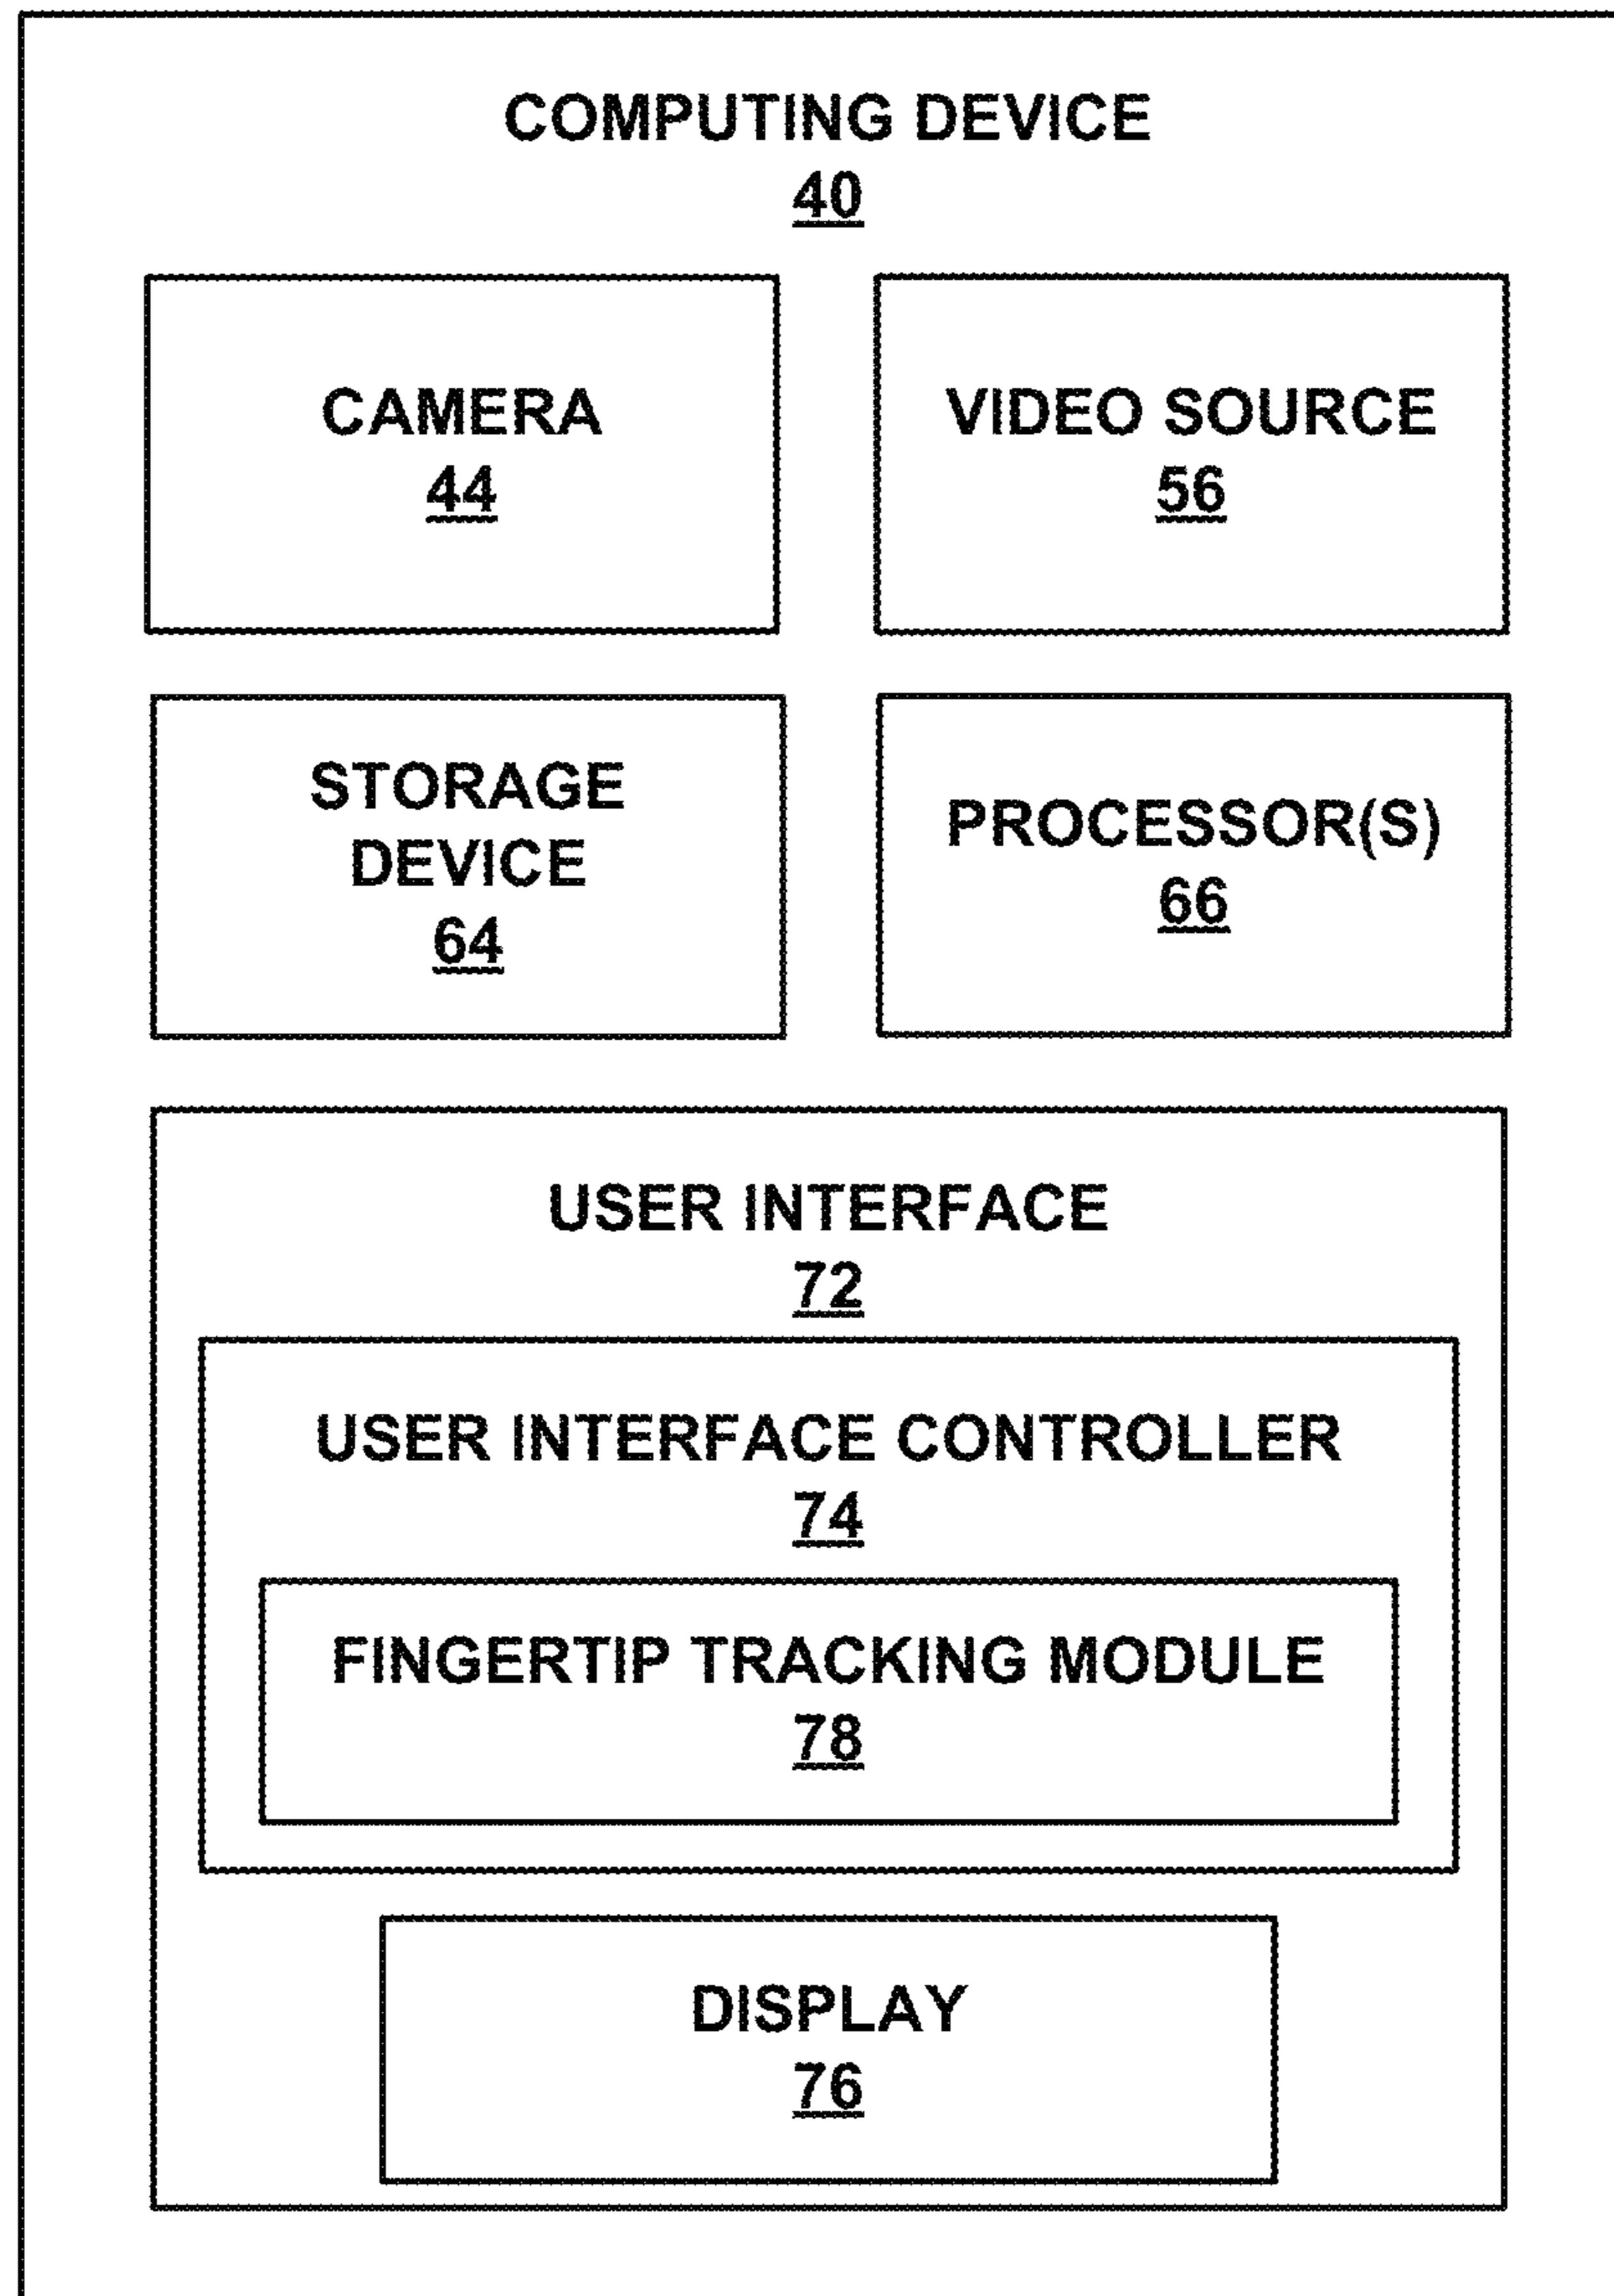 COMPUTING DEVICE
40
CAMERA
44
VIDEO SOURCE
56
STORAGE
DEVICE
64
PROCESSOR(S)
66
USER INTERFACE
72
USER INTERFACE CONTROLLER
74
FINGERTIP TRACKING MODULE
78
DISPLAY
76